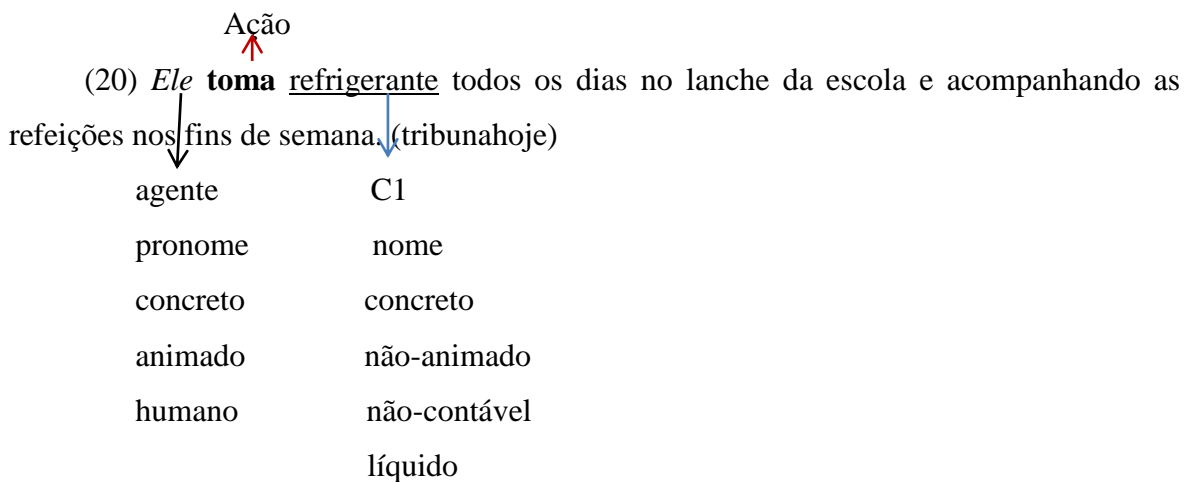 Ação
(20) Ele toma refrigerante todos os dias no lanche da escola e acompanhando as
refeições nos fins de semana. (tribunahoje)
agente C1
pronome nome
concreto concreto
animado não-animado
humano não-contável
líquido